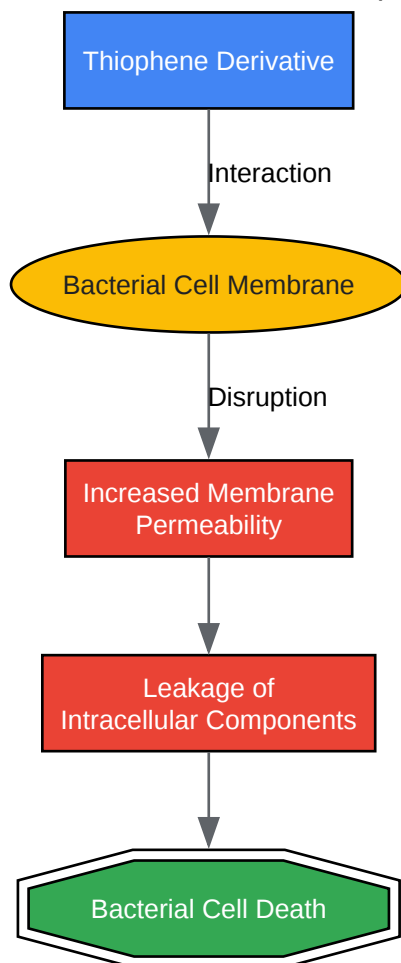 Thiophene Derivative
Interaction
Bacterial Cell Membrane
Disruption
Increased Membrane
Permeability
Leakage of
Intracellular Components
Bacterial Cell Death